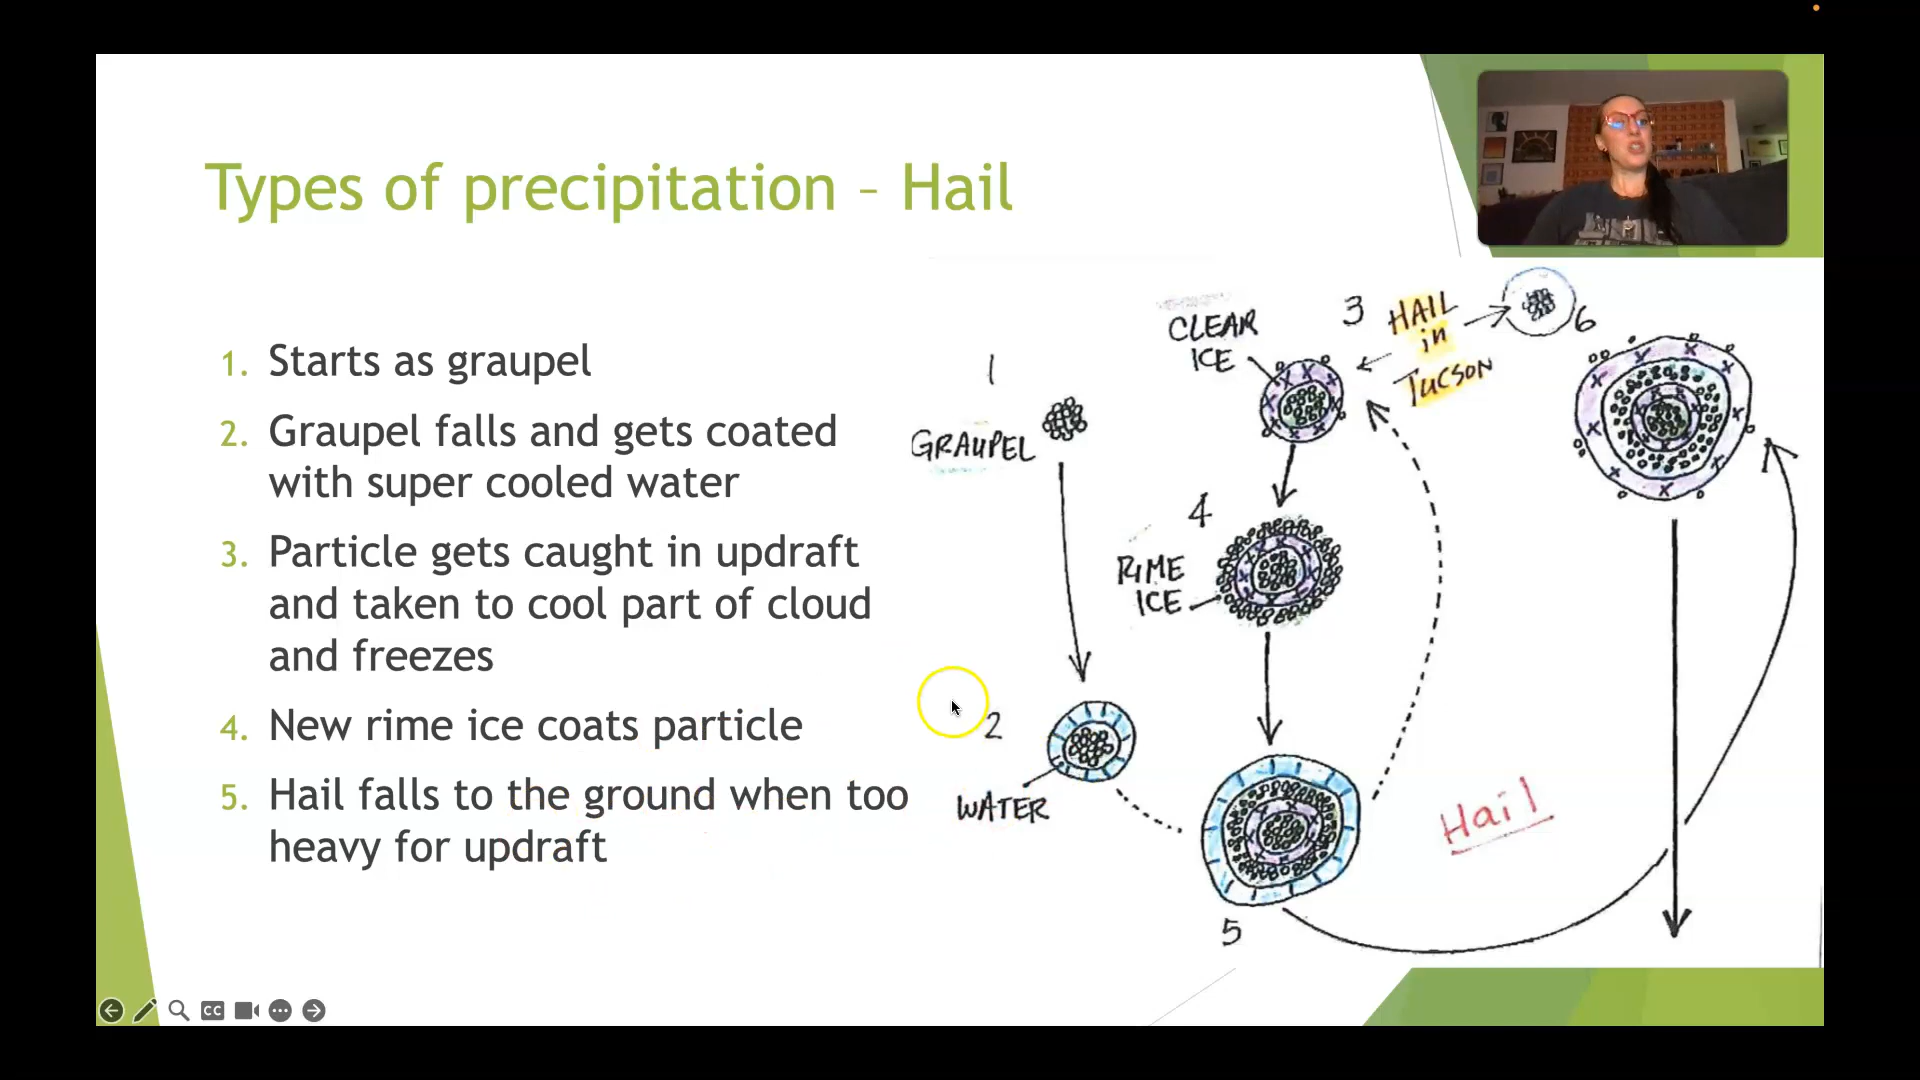 Types of precipitation – Hail
1. Starts as graupel
2. Graupel falls and gets coated
with super cooled water
3. Particle gets caught in updraft
and taken to cool part of cloud
and freezes
4. New rime ice coats particle
5. Hail falls to the ground when too
heavy for updraft
1
GRAUPEL
2
WATER
CLEAR
ICE
3
HAIL
in
TUCSON
6
4
RIME
ICE
5
Hail
CC